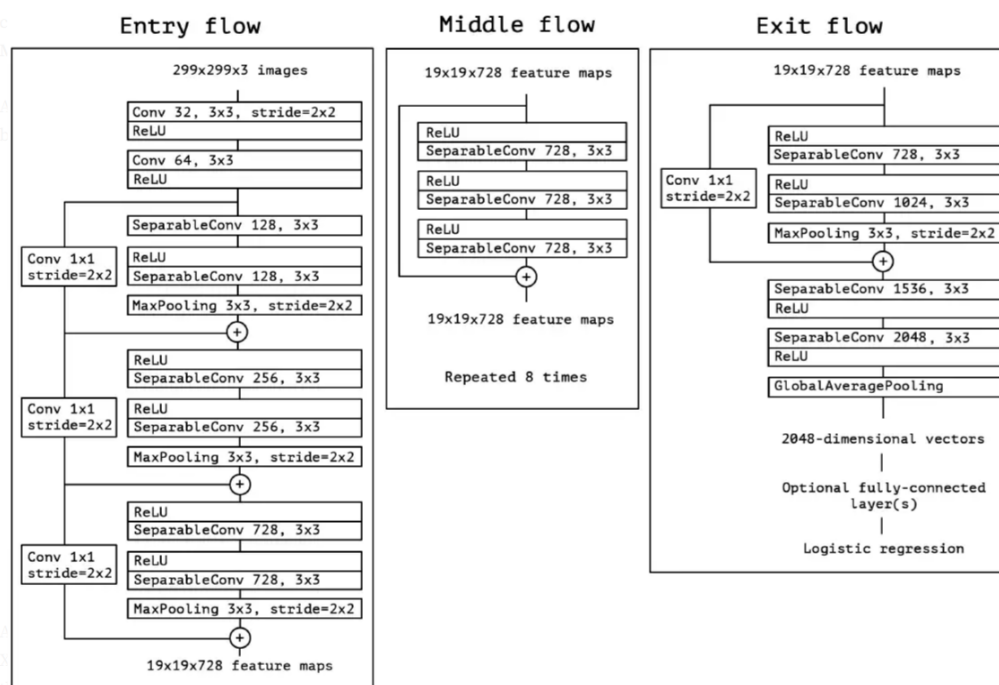 Entry flow
299x299x3 images
Conv 32, 3x3, stride=2x2
ReLU
Conv 64, 3x3
ReLU
SeparableConv 128, 3x3
Conv 1x1
stride=2x2
ReLU
SeparableConv 128, 3x3
MaxPooling 3x3, stride=2x2
+
ReLU
SeparableConv 256, 3x3
Conv 1x1
stride=2x2
ReLU
SeparableConv 256, 3x3
MaxPooling 3x3, stride=2x2
+
ReLU
SeparableConv 728, 3x3
Conv 1x1
stride=2x2
ReLU
SeparableConv 728, 3x3
MaxPooling 3x3, stride=2x2
+
19x19x728 feature maps
Middle flow
19x19x728 feature maps
ReLU
SeparableConv 728, 3x3
ReLU
SeparableConv 728, 3x3
ReLU
SeparableConv 728, 3x3
+
19x19x728 feature maps
Repeated 8 times
Exit flow
19x19x728 feature maps
ReLU
SeparableConv 728, 3x3
Conv 1x1
stride=2x2
ReLU
SeparableConv 1024, 3x3
MaxPooling 3x3, stride=2x2
+
SeparableConv 1536, 3x3
ReLU
SeparableConv 2048, 3x3
ReLU
GlobalAveragePooling
2048-dimensional vectors
Optional fully-connected
layer(s)
Logistic regression